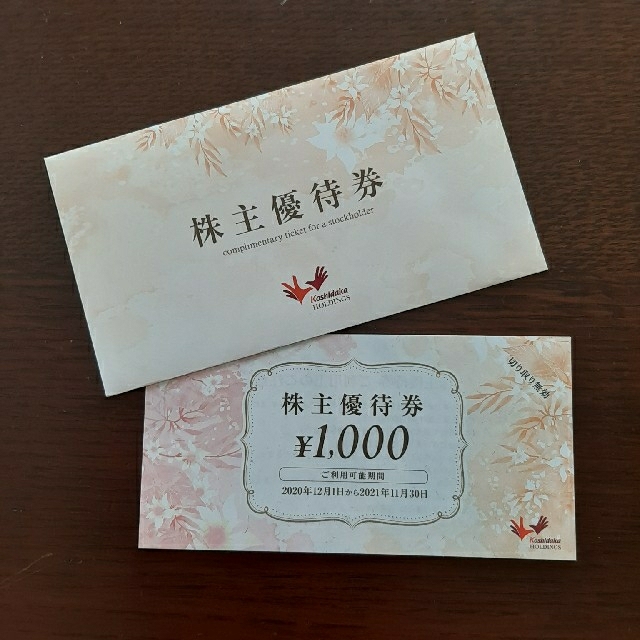 株主優待券
complimentary ticket for a stockholder
Koshidaka
HOLDINGS
切り取り無効
株主優待券
¥1,000
ご利用可能期間
2020年12月1日から2021年11月30日
Koshidaka
HOLDINGS